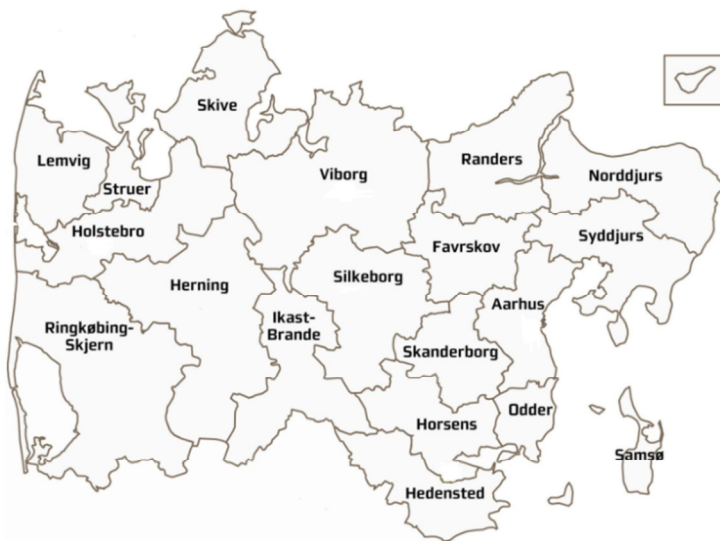 Skive
Lemvig
Struer
Viborg
Randers
Norddjurs
Holstebro
Favrskov
Syddjurs
Herning
Silkeborg
Aarhus
Ringkøbing-
Skjern
Ikast-
Brande
Skanderborg
Horsens
Odder
Samsø
Hedensted